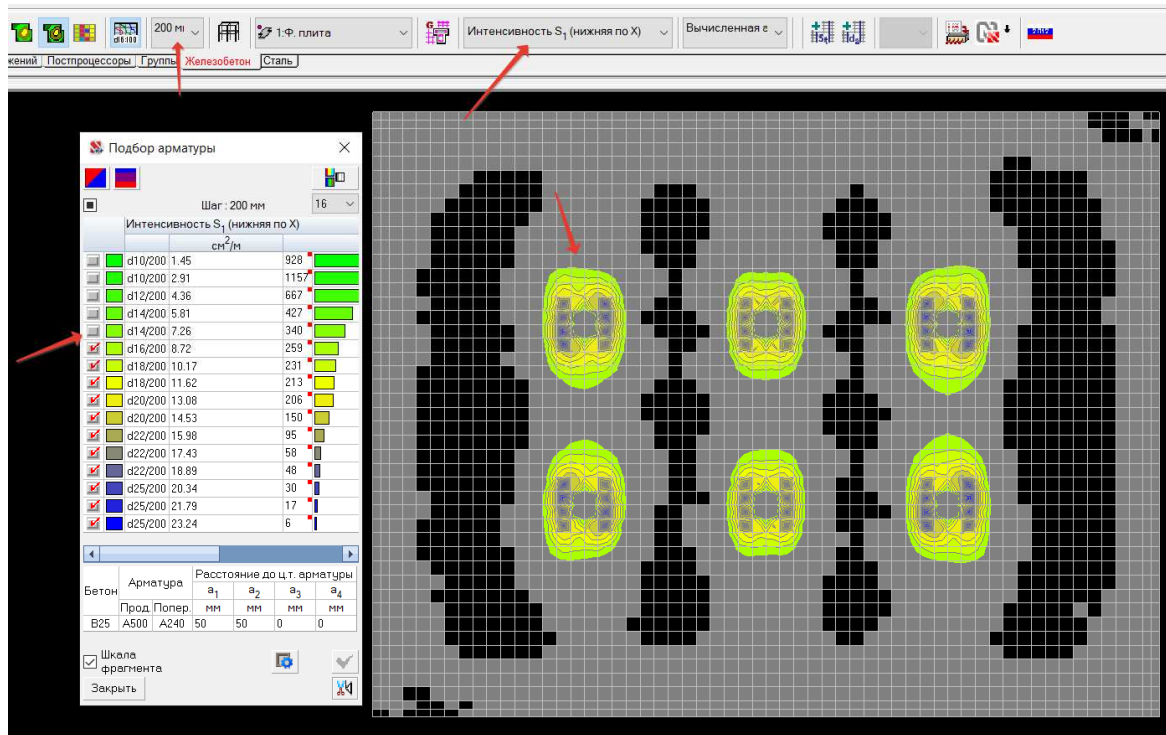 d16:100 200 мі 1:Ф. плита Интенсивность S1 (нижняя по X) Вычисленная а
жений Постпроцессоры Группы Железобетон Сталь
Подбор арматуры
Шаг : 200 мм 16
Интенсивность S1 (нижняя по X)
см2/м
d10/200 1.45 928
d10/200 2.91 1157
d12/200 4.36 667
d14/200 5.81 427
d14/200 7.26 340
d16/200 8.72 259
d18/200 10.17 231
d18/200 11.62 213
d20/200 13.08 206
d20/200 14.53 150
d22/200 15.98 95
d22/200 17.43 58
d22/200 18.89 48
d25/200 20.34 30
d25/200 21.79 17
d25/200 23.24 6
Бетон Арматура Расстояние до ц.т. арматуры
a1 a2 a3 a4
Прод. Попер. мм мм мм мм
B25 A500 A240 50 50 0 0
Шкала
фрагмента
Закрыть